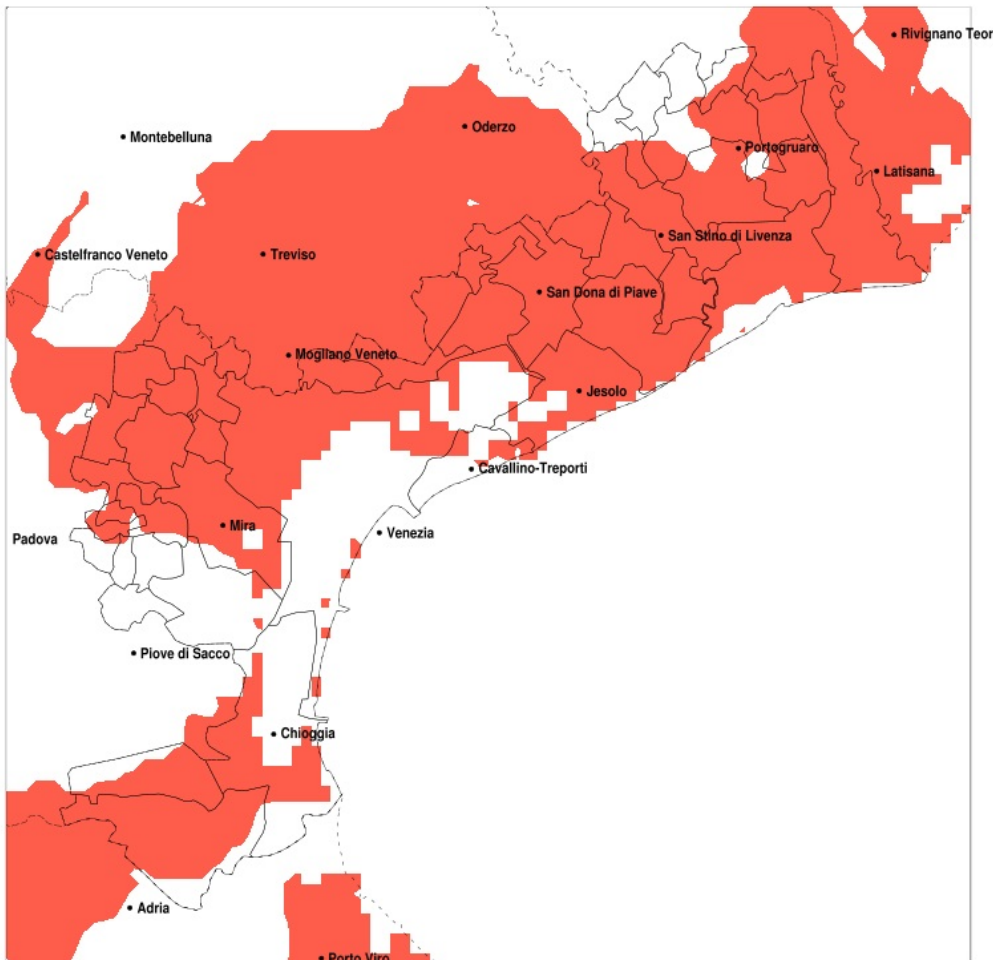 Rivignano Teor
Oderzo
Montebelluna
Portogruaro
Latisana
San Stino di Livenza
Castelfranco Veneto
Treviso
San Dona di Piave
Mogliano Veneto
Jesolo
Cavallino-Treporti
Mira
Venezia
Padova
Piove di Sacco
Chioggia
Adria
Porto Viro